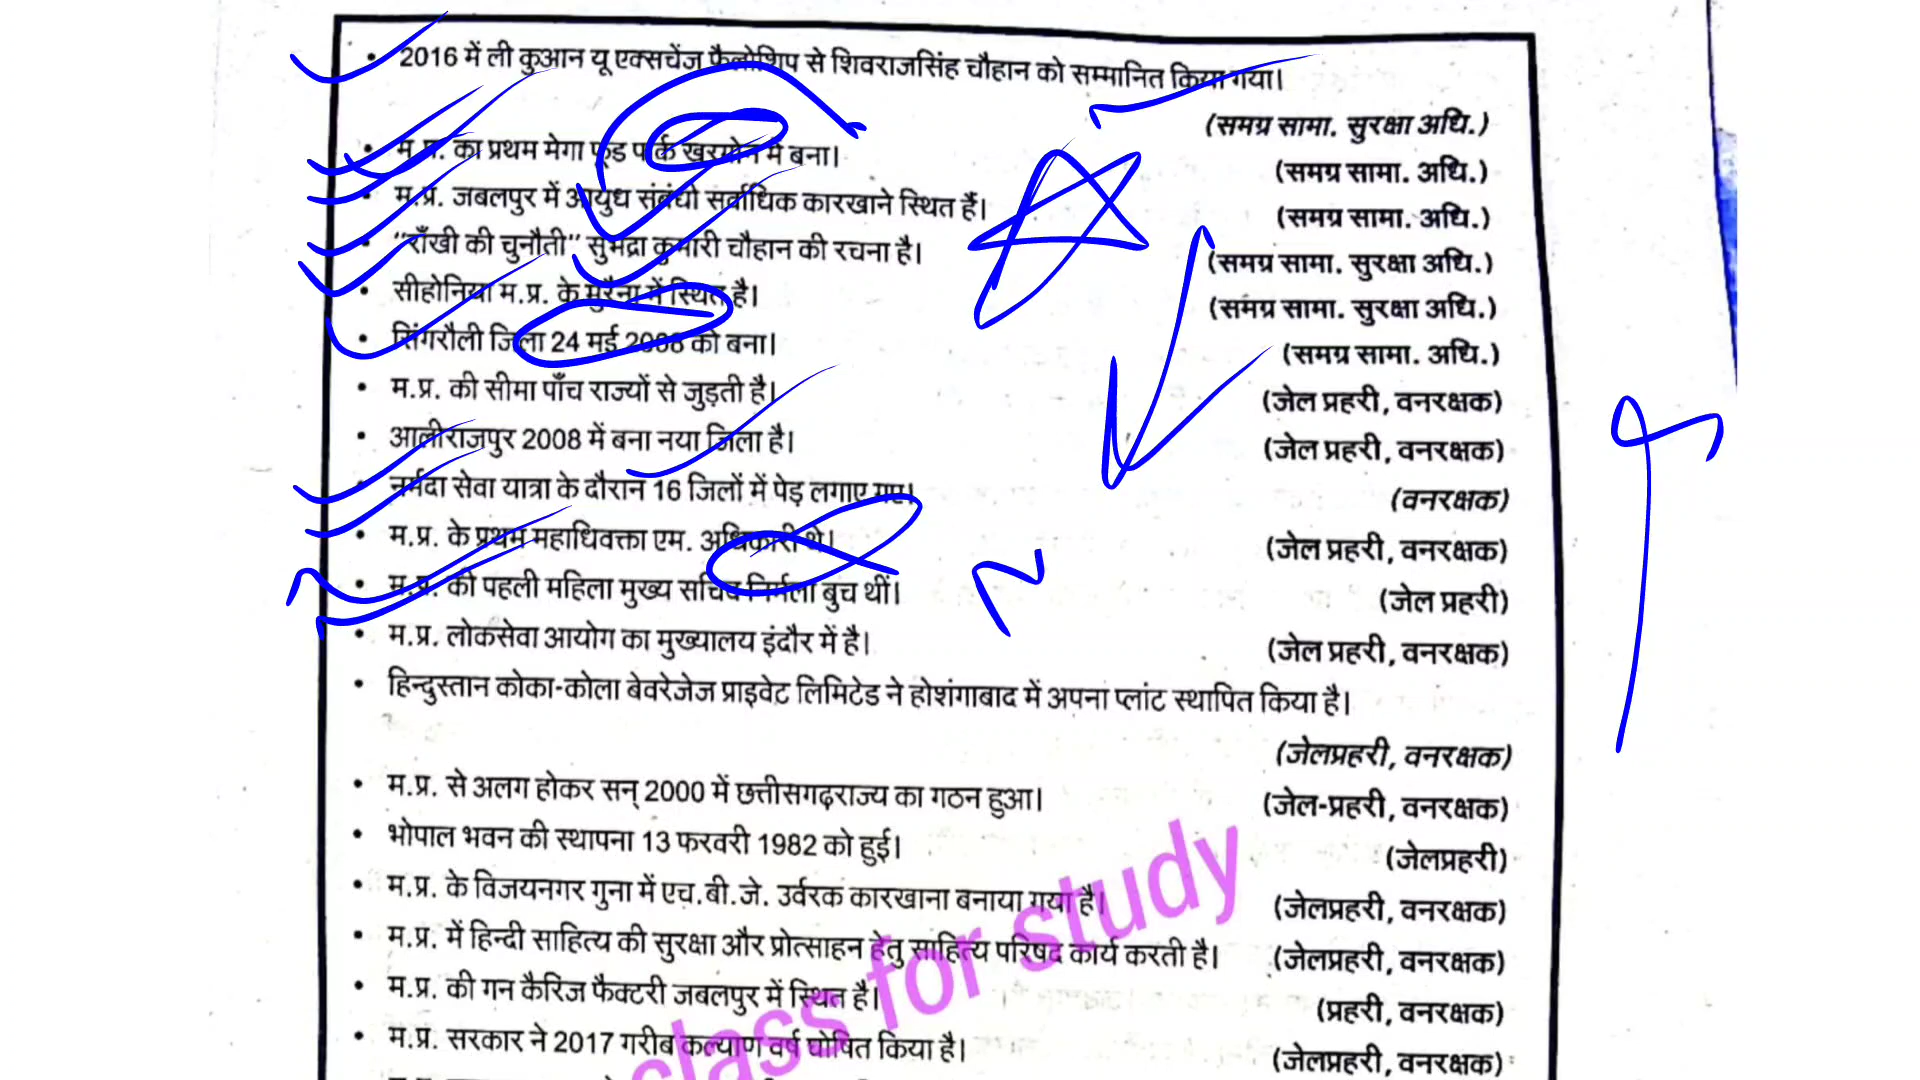 • 2016 में ली कुआन यू एक्सचेंज फैलोशिप से शिवराजसिंह चौहान को सम्मानित किया गया।
(समग्र सामा. सुरक्षा अधि.)
• म.प्र. का प्रथम मेगा फूड पार्क खरगोन में बना। (समग्र सामा. अधि.)
• म.प्र. जबलपुर में आयुध संबंधी सर्वाधिक कारखाने स्थित हैं। (समग्र सामा. अधि.)
• “राँखी की चुनौती” सुभद्रा कुमारी चौहान की रचना है। (समग्र सामा. सुरक्षा अधि.)
• सीहोनिया म.प्र. के मुरैना में स्थित है। (समग्र सामा. सुरक्षा अधि.)
• सिंगरौली जिला 24 मई 2008 को बना। (समग्र सामा. अधि.)
• म.प्र. की सीमा पाँच राज्यों से जुड़ती है। (जेल प्रहरी, वनरक्षक)
• आलीराजपुर 2008 में बना नया जिला है। (जेल प्रहरी, वनरक्षक)
• नर्मदा सेवा यात्रा के दौरान 16 जिलों में पेड़ लगाए गए। (वनरक्षक)
• म.प्र. के प्रथम महाधिवक्ता एम. अधिकारी थे। (जेल प्रहरी, वनरक्षक)
• म.प्र. की पहली महिला मुख्य सचिव निर्मला बुच थीं। (जेल प्रहरी)
• म.प्र. लोकसेवा आयोग का मुख्यालय इंदौर में है। (जेल प्रहरी, वनरक्षक)
• हिन्दुस्तान कोका-कोला बेवरेजेज प्राइवेट लिमिटेड ने होशंगाबाद में अपना प्लांट स्थापित किया है।
(जेलप्रहरी, वनरक्षक)
• म.प्र. से अलग होकर सन् 2000 में छत्तीसगढ़राज्य का गठन हुआ। (जेल-प्रहरी, वनरक्षक)
• भोपाल भवन की स्थापना 13 फरवरी 1982 को हुई। (जेलप्रहरी)
• म.प्र. के विजयनगर गुना में एच.बी.जे. उर्वरक कारखाना बनाया गया है। (जेलप्रहरी, वनरक्षक)
• म.प्र. में हिन्दी साहित्य की सुरक्षा और प्रोत्साहन हेतु साहित्य परिषद कार्य करती है। (जेलप्रहरी, वनरक्षक)
• म.प्र. की गन कैरिज फैक्टरी जबलपुर में स्थित है। (प्रहरी, वनरक्षक)
• म.प्र. सरकार ने 2017 गरीब कल्याण वर्ष घोषित किया है। (जेलप्रहरी, वनरक्षक)
class for study